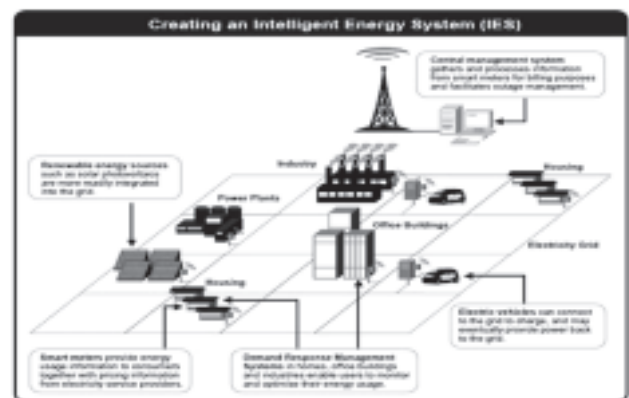 Creating an Intelligent Energy System (IES)
Central management system
gathers and processes information
from smart meters for billing purposes
and facilitates outage management.
Renewable energy sources
such as solar photovoltaics
are more readily integrated
into the grid.
Industry
Housing
Power Plants
Office Buildings
Electricity Grid
Housing
Electric vehicles can connect
to the grid to charge, and may
eventually provide power back
to the grid.
Smart meters provide energy
usage information to consumers
together with pricing information
from electricity service providers.
Demand Response Management
Systems in homes, office buildings
and industries enable users to monitor
and optimise their energy usage.